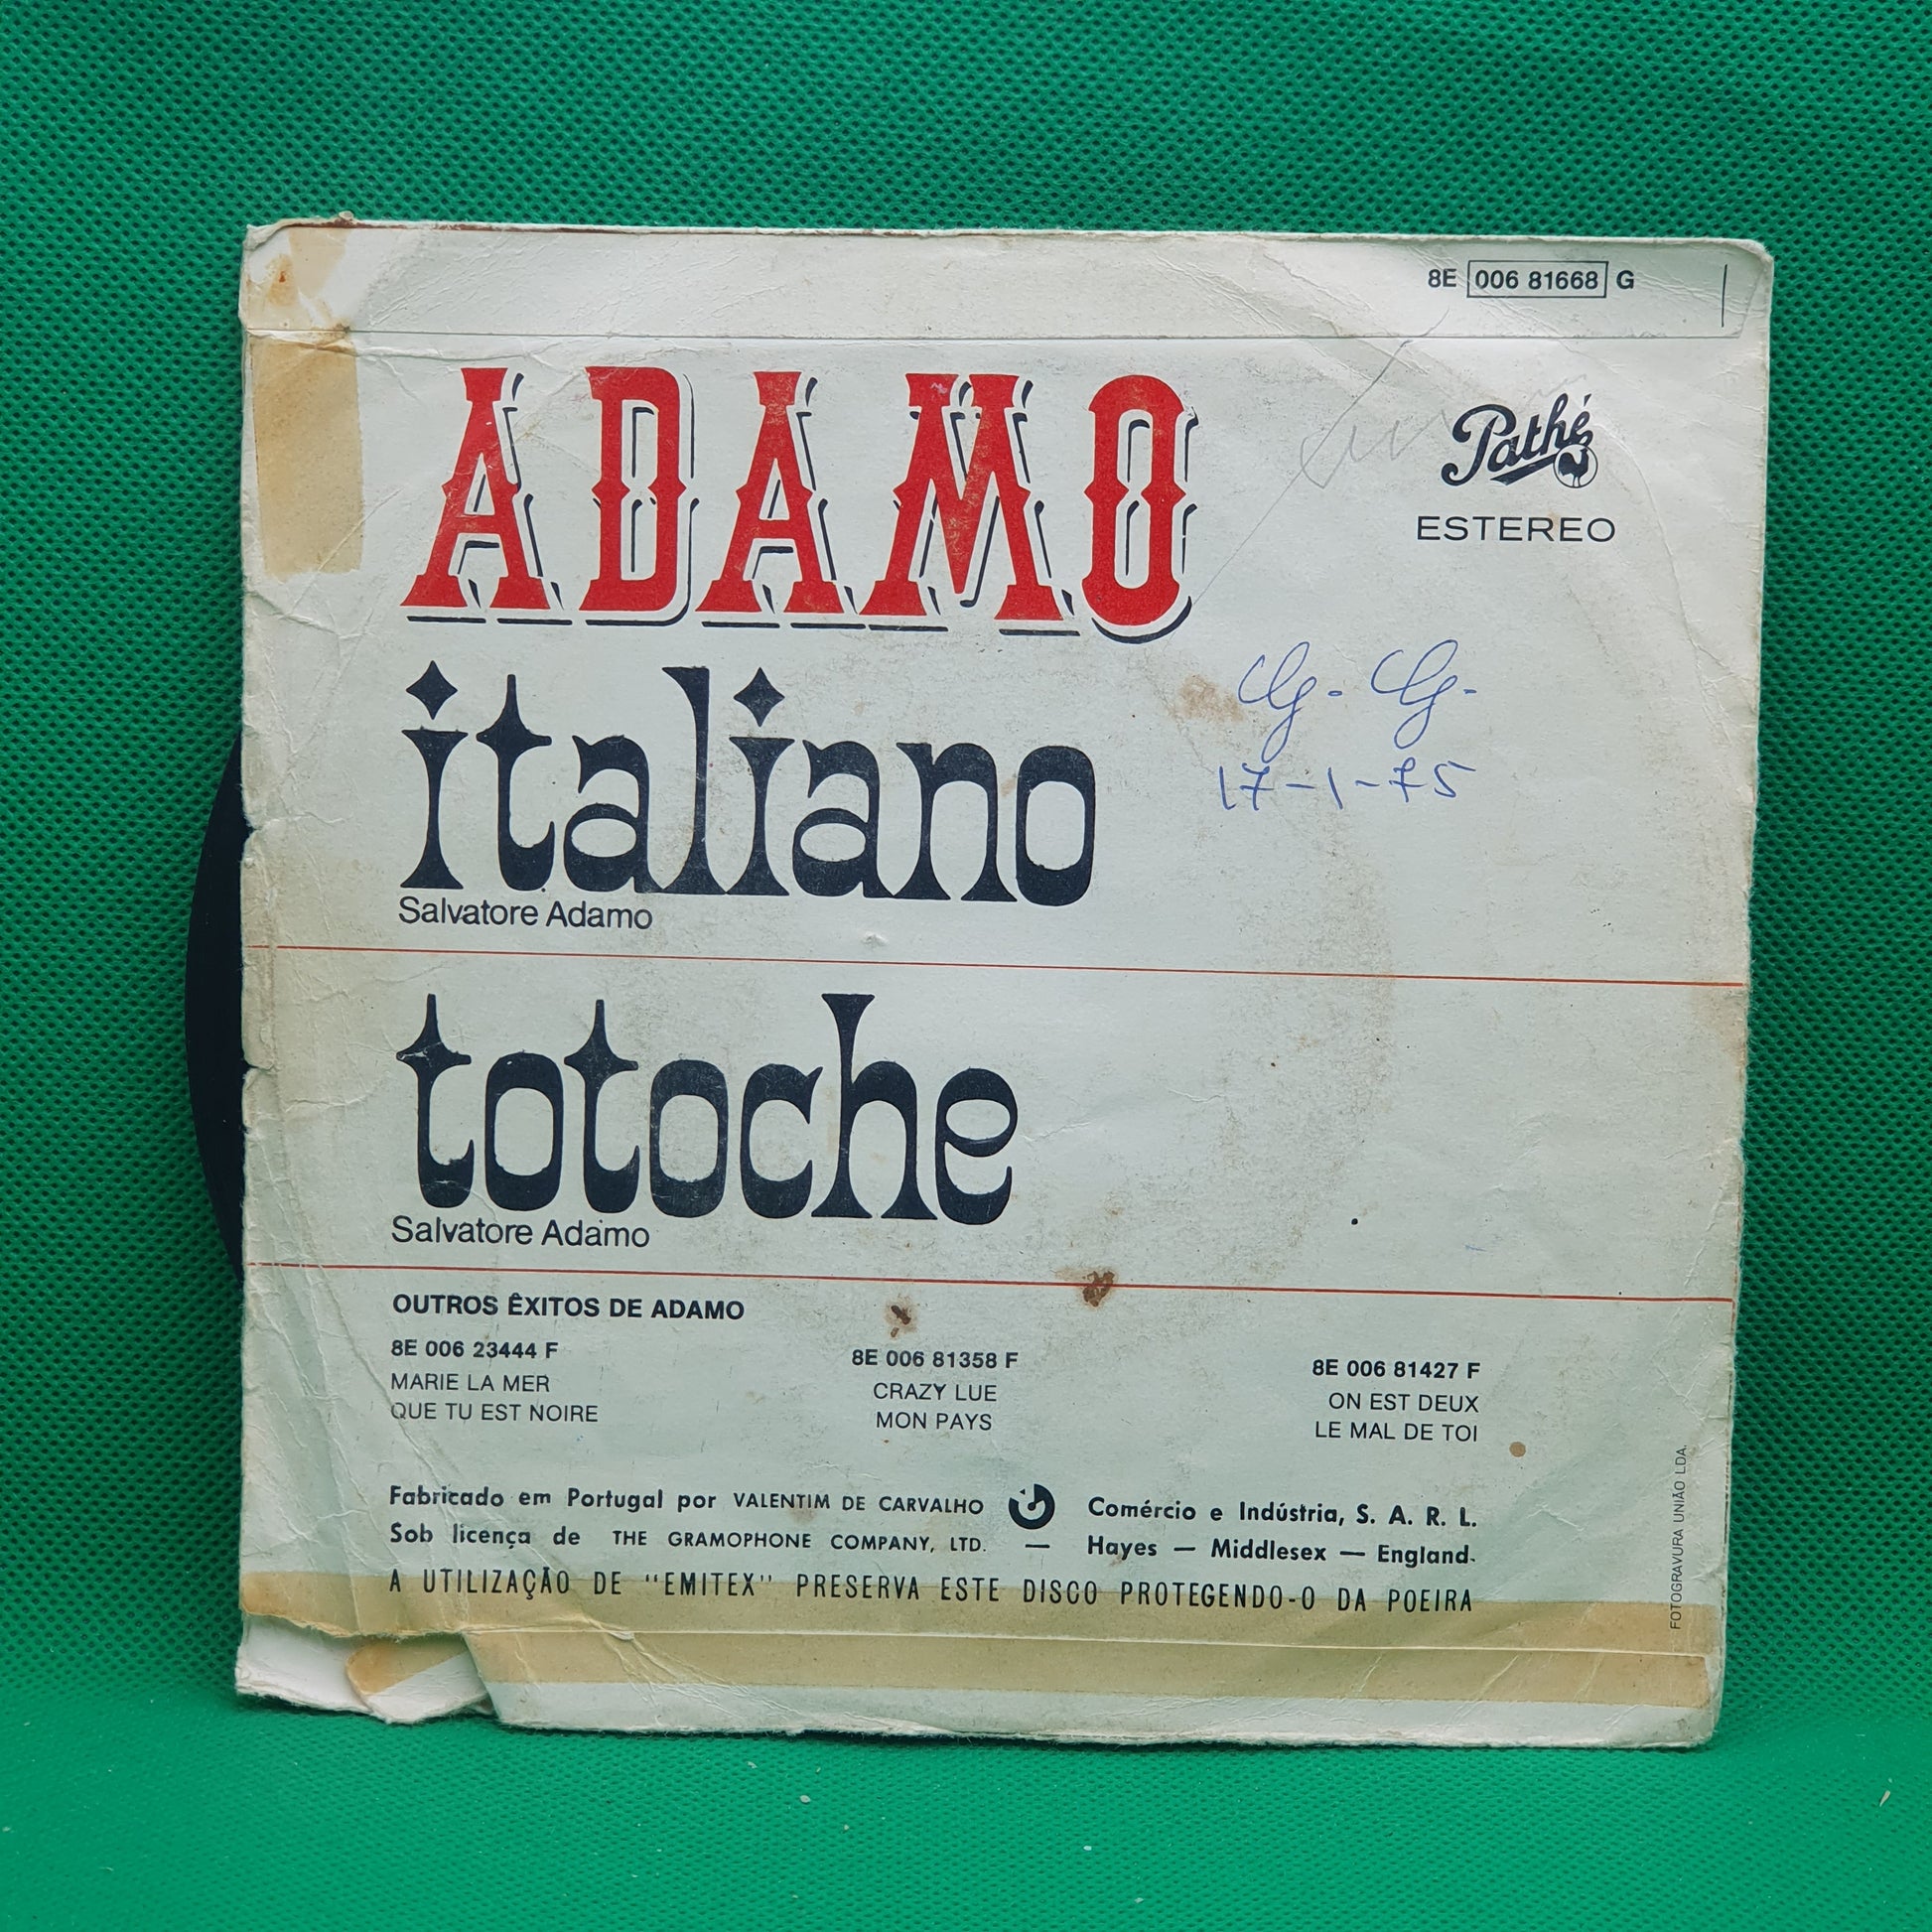 8E 006 81668 G
ADAMO
Pathé
ESTEREO
italiano
Salvatore Adamo
17-1-75
totoche
Salvatore Adamo
OUTROS ÊXITOS DE ADAMO
8E 006 23444 F
MARIE LA MER
QUE TU EST NOIRE
8E 006 81358 F
CRAZY LUE
MON PAYS
8E 006 81427 F
ON EST DEUX
LE MAL DE TOI
Fabricado em Portugal por VALENTIM DE CARVALHO Comércio e Indústria, S. A. R. L.
Sob licença de THE GRAMOPHONE COMPANY, LTD. — Hayes — Middlesex — England.
A UTILIZAÇÃO DE "EMITEX" PRESERVA ESTE DISCO PROTEGENDO-O DA POEIRA
FOTOGRAVURA UNIÃO LDA.